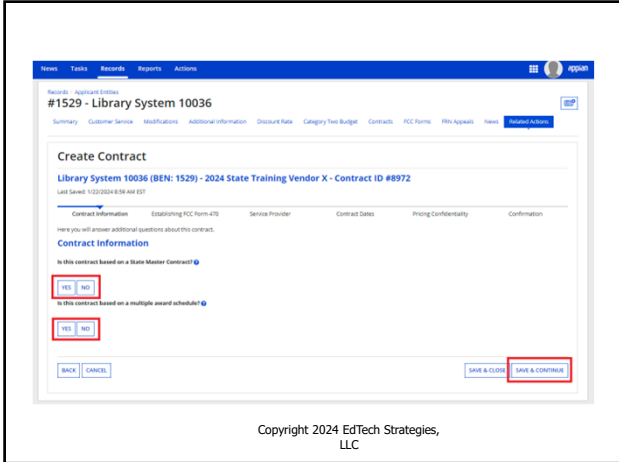 News Tasks Records Reports Actions appian
Records / Applicant Entities
#1529 - Library System 10036
Summary Customer Service Modifications Additional Information Discount Rate Category Two Budget Contracts FCC Forms FRN Appeals News Related Actions
Create Contract
Library System 10036 (BEN: 1529) - 2024 State Training Vendor X - Contract ID #8972
Last Saved: 1/22/2024 8:58 AM EST
Contract Information Establishing FCC Form 470 Service Provider Contract Dates Pricing Confidentiality Confirmation
Here you will answer additional questions about this contract.
Contract Information
Is this contract based on a State Master Contract?
YES NO
Is this contract based on a multiple award schedule?
YES NO
BACK CANCEL SAVE & CLOSE SAVE & CONTINUE
Copyright 2024 EdTech Strategies,
LLC